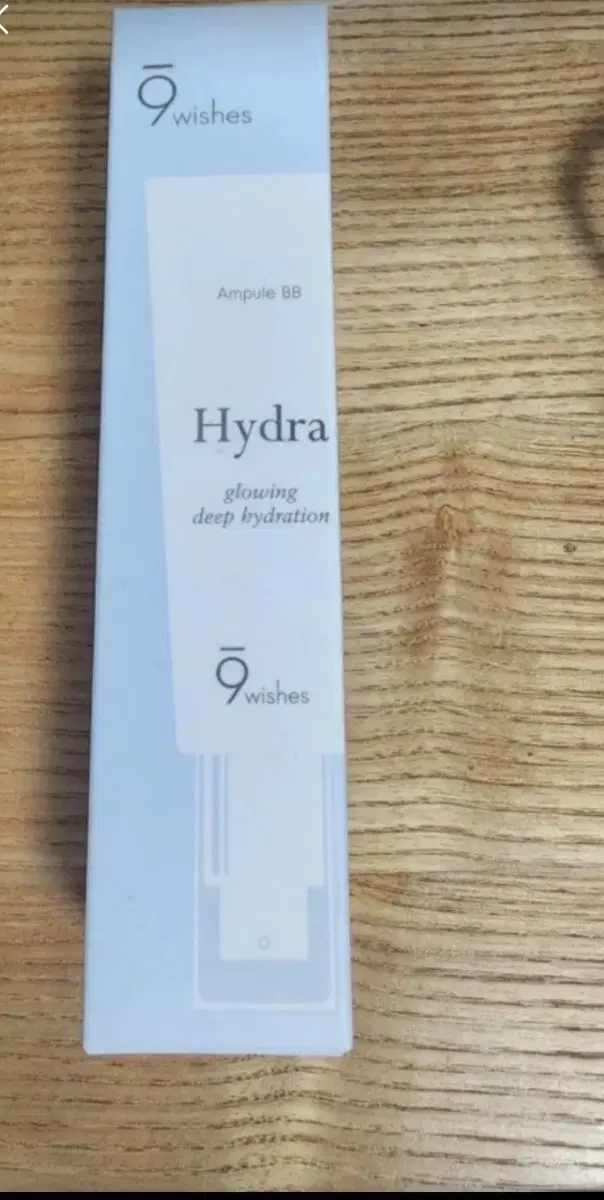 9wishes
Ampule BB
Hydra
glowing
deep hydration
9wishes